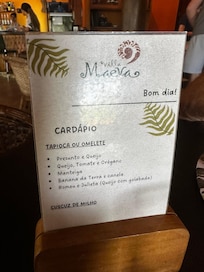 Maeva
Bom dia!
CARDÁPIO
TAPIOCA OU OMELETE
Presunto e Queijo
Queijo, Tomate e Orégano
Manteiga
Banana da Terra e canela
Romeu e Julieta (Queijo com goiabada)
CUSCUZ DE MILHO